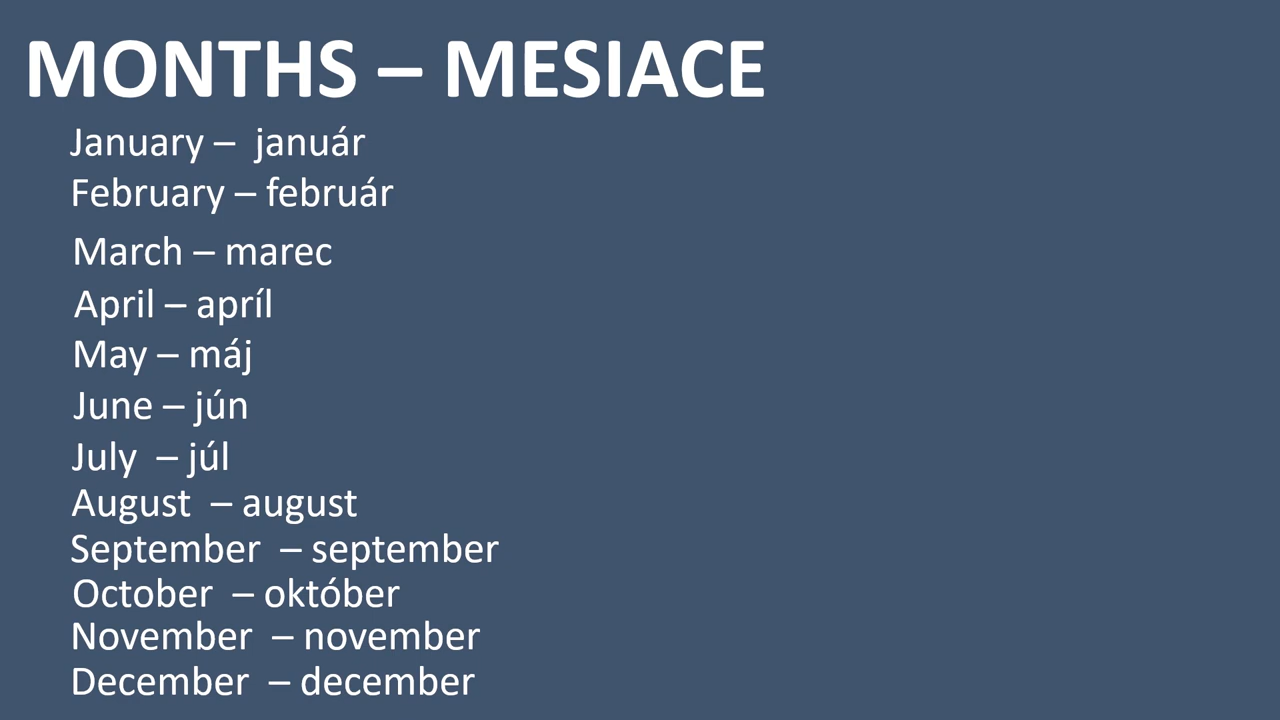 MONTHS – MESIACE
January –  január
February – február
March – marec
April – apríl
May – máj
June – jún
July  – júl
August  – august
September  – september
October  – október
November  – november
December  – december